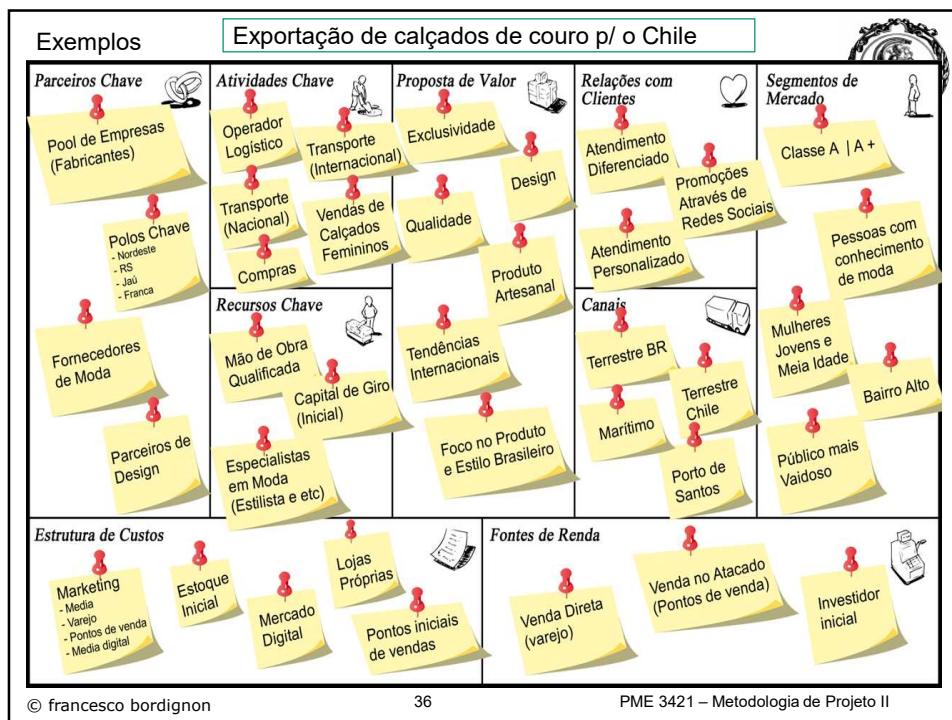 Exemplos
Exportação de calçados de couro p/ o Chile
Parceiros Chave
Pool de Empresas
(Fabricantes)
Polos Chave
- Nordeste
- RS
- Jaú
- Franca
Fornecedores
de Moda
Parceiros de
Design
Atividades Chave
Operador
Logístico
Transporte
(Internacional)
Transporte
(Nacional)
Vendas de
Calçados
Femininos
Compras
Recursos Chave
Mão de Obra
Qualificada
Capital de Giro
(Inicial)
Especialistas
em Moda
(Estilista e etc)
Proposta de Valor
Exclusividade
Design
Qualidade
Produto
Artesanal
Tendências
Internacionais
Foco no Produto
e Estilo Brasileiro
Relações com
Clientes
Atendimento
Diferenciado
Promoções
Através de
Redes Sociais
Atendimento
Personalizado
Canais
Terrestre BR
Terrestre
Chile
Marítimo
Porto de
Santos
Segmentos de
Mercado
Classe A | A +
Pessoas com
conhecimento
de moda
Mulheres
Jovens e
Meia Idade
Bairro Alto
Público mais
Vaidoso
Estrutura de Custos
Marketing
- Media
- Varejo
- Pontos de venda
- Media digital
Estoque
Inicial
Mercado
Digital
Lojas
Próprias
Pontos iniciais
de vendas
Fontes de Renda
Venda Direta
(varejo)
Venda no Atacado
(Pontos de venda)
Investidor
inicial
© francesco bordignon
36
PME 3421 – Metodologia de Projeto II